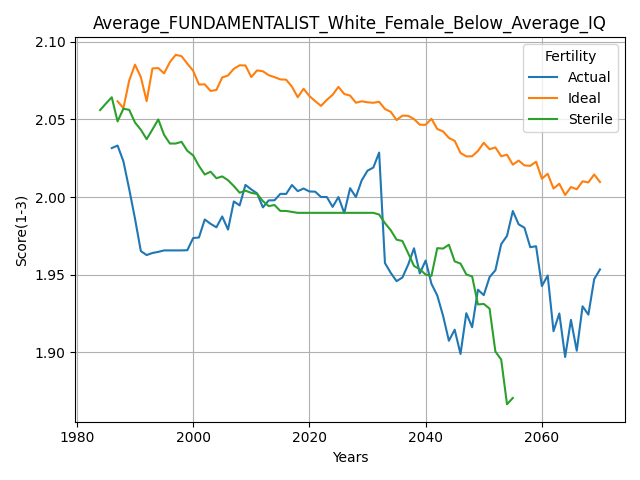 Average_FUNDAMENTALIST_White_Female_Below_Average_IQ
Fertility
Actual
Ideal
Sterile
Score(1-3)
2.10
2.05
2.00
1.95
1.90
1980
2000
2020
2040
2060
Years